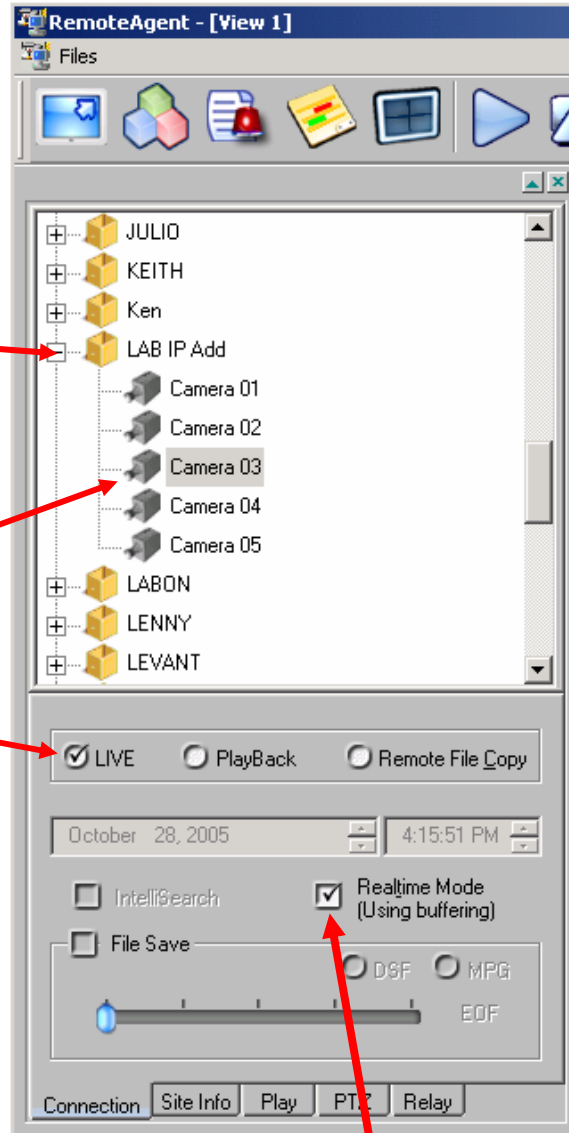 RemoteAgent - [View 1]
Files
JULIO
KEITH
Ken
LAB IP Add
Camera 01
Camera 02
Camera 03
Camera 04
Camera 05
LABON
LENNY
LEVANT
LIVE PlayBack Remote File Copy
October 28, 2005 4:15:51 PM
IntelliSearch Realtime Mode
(Using buffering)
File Save
DSF MPG
EOF
Connection Site Info Play PTZ Relay